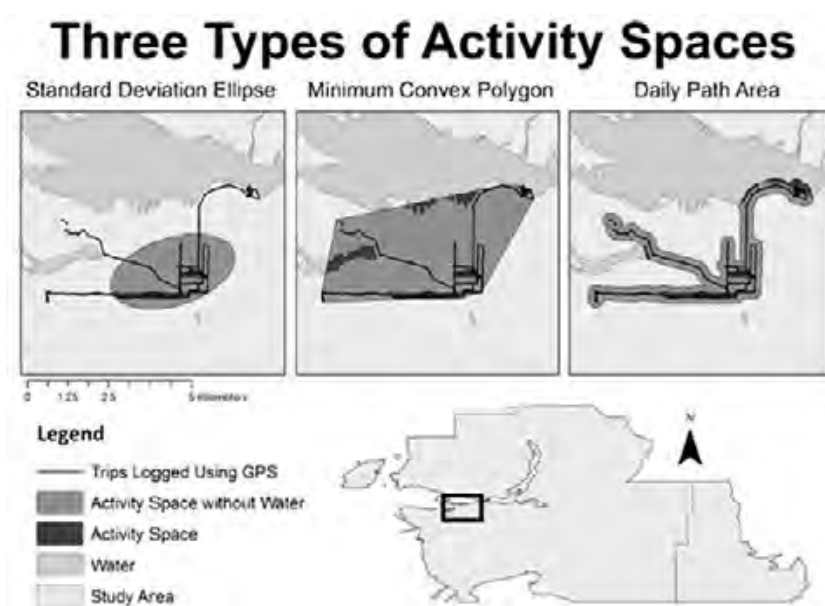 Three Types of Activity Spaces
Standard Deviation Ellipse Minimum Convex Polygon Daily Path Area
0 1.25 2.5 5 Kilometers
Legend
N
Trips Logged Using GPS
Activity Space without Water
Activity Space
Water
Study Area